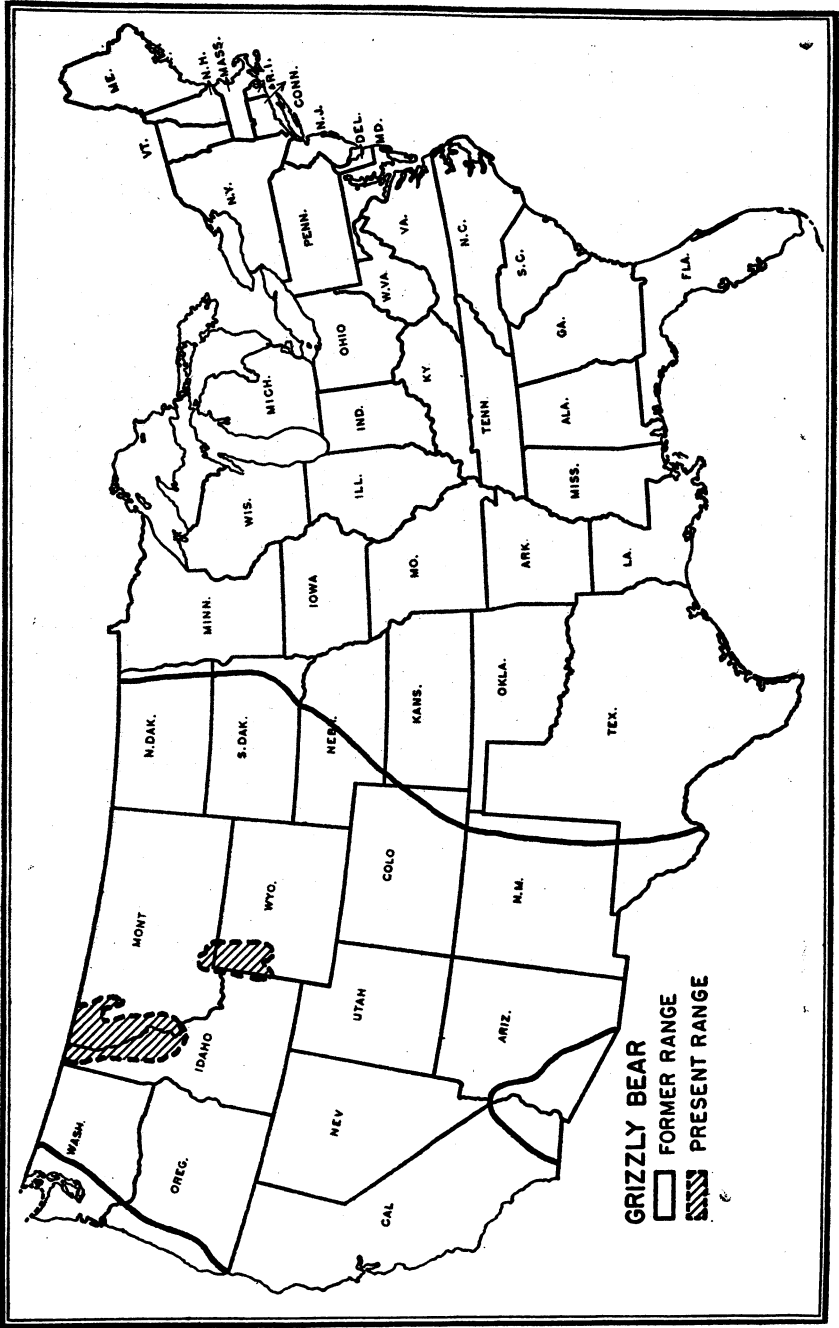 ME.
VT.
N.H.
MASS.
R.I.
CONN.
N.Y.
N.J.
PENN.
DEL.
MD.
VA.
W.VA
N.C.
S.C.
GA.
FLA.
OHIO
KY.
TENN.
ALA.
MICH.
IND.
ILL.
MISS.
WIS.
MINN.
IOWA
MO.
ARK.
LA.
N.DAK.
S.DAK.
NEBR.
KANS.
OKLA.
TEX.
MONT
WYO.
COLO
N.M.
IDAHO
UTAH
ARIZ.
WASH.
OREG.
NEV
CAL
GRIZZLY BEAR
FORMER RANGE
PRESENT RANGE